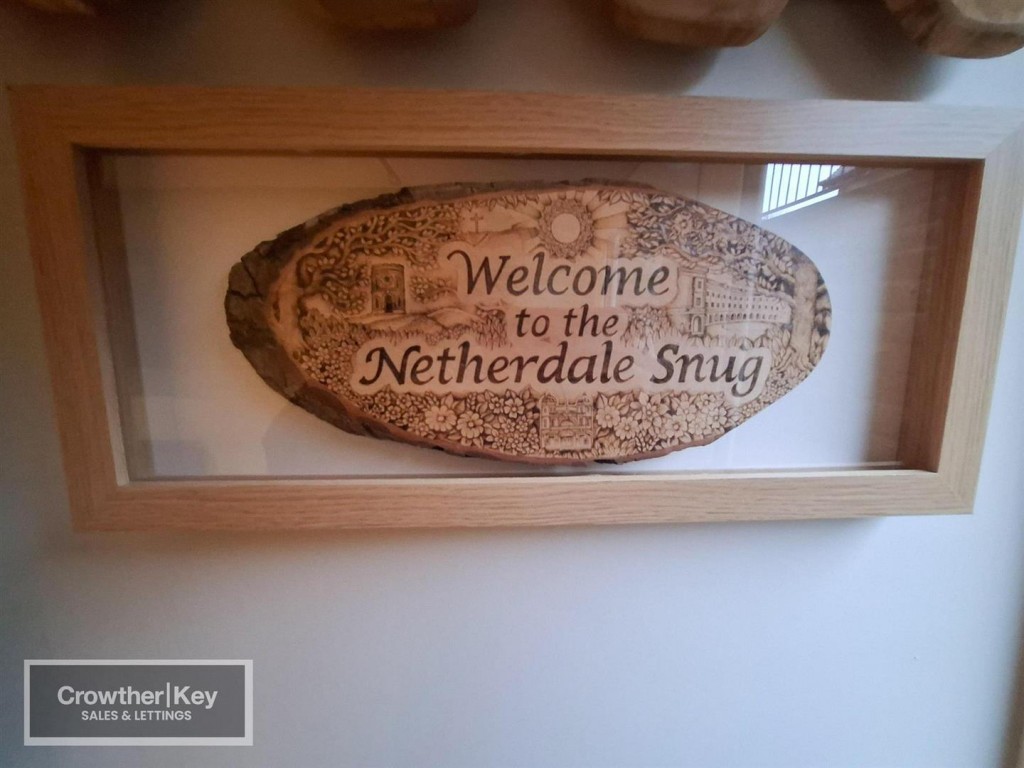 Welcome
to the
Netherdale Snug
Crowther|Key
SALES & LETTINGS